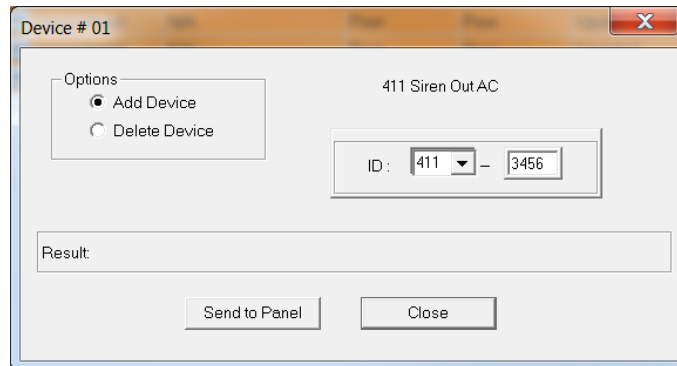 Device # 01
Options
Add Device
Delete Device
411 Siren Out AC
ID : 411 – 3456
Result:
Send to Panel
Close